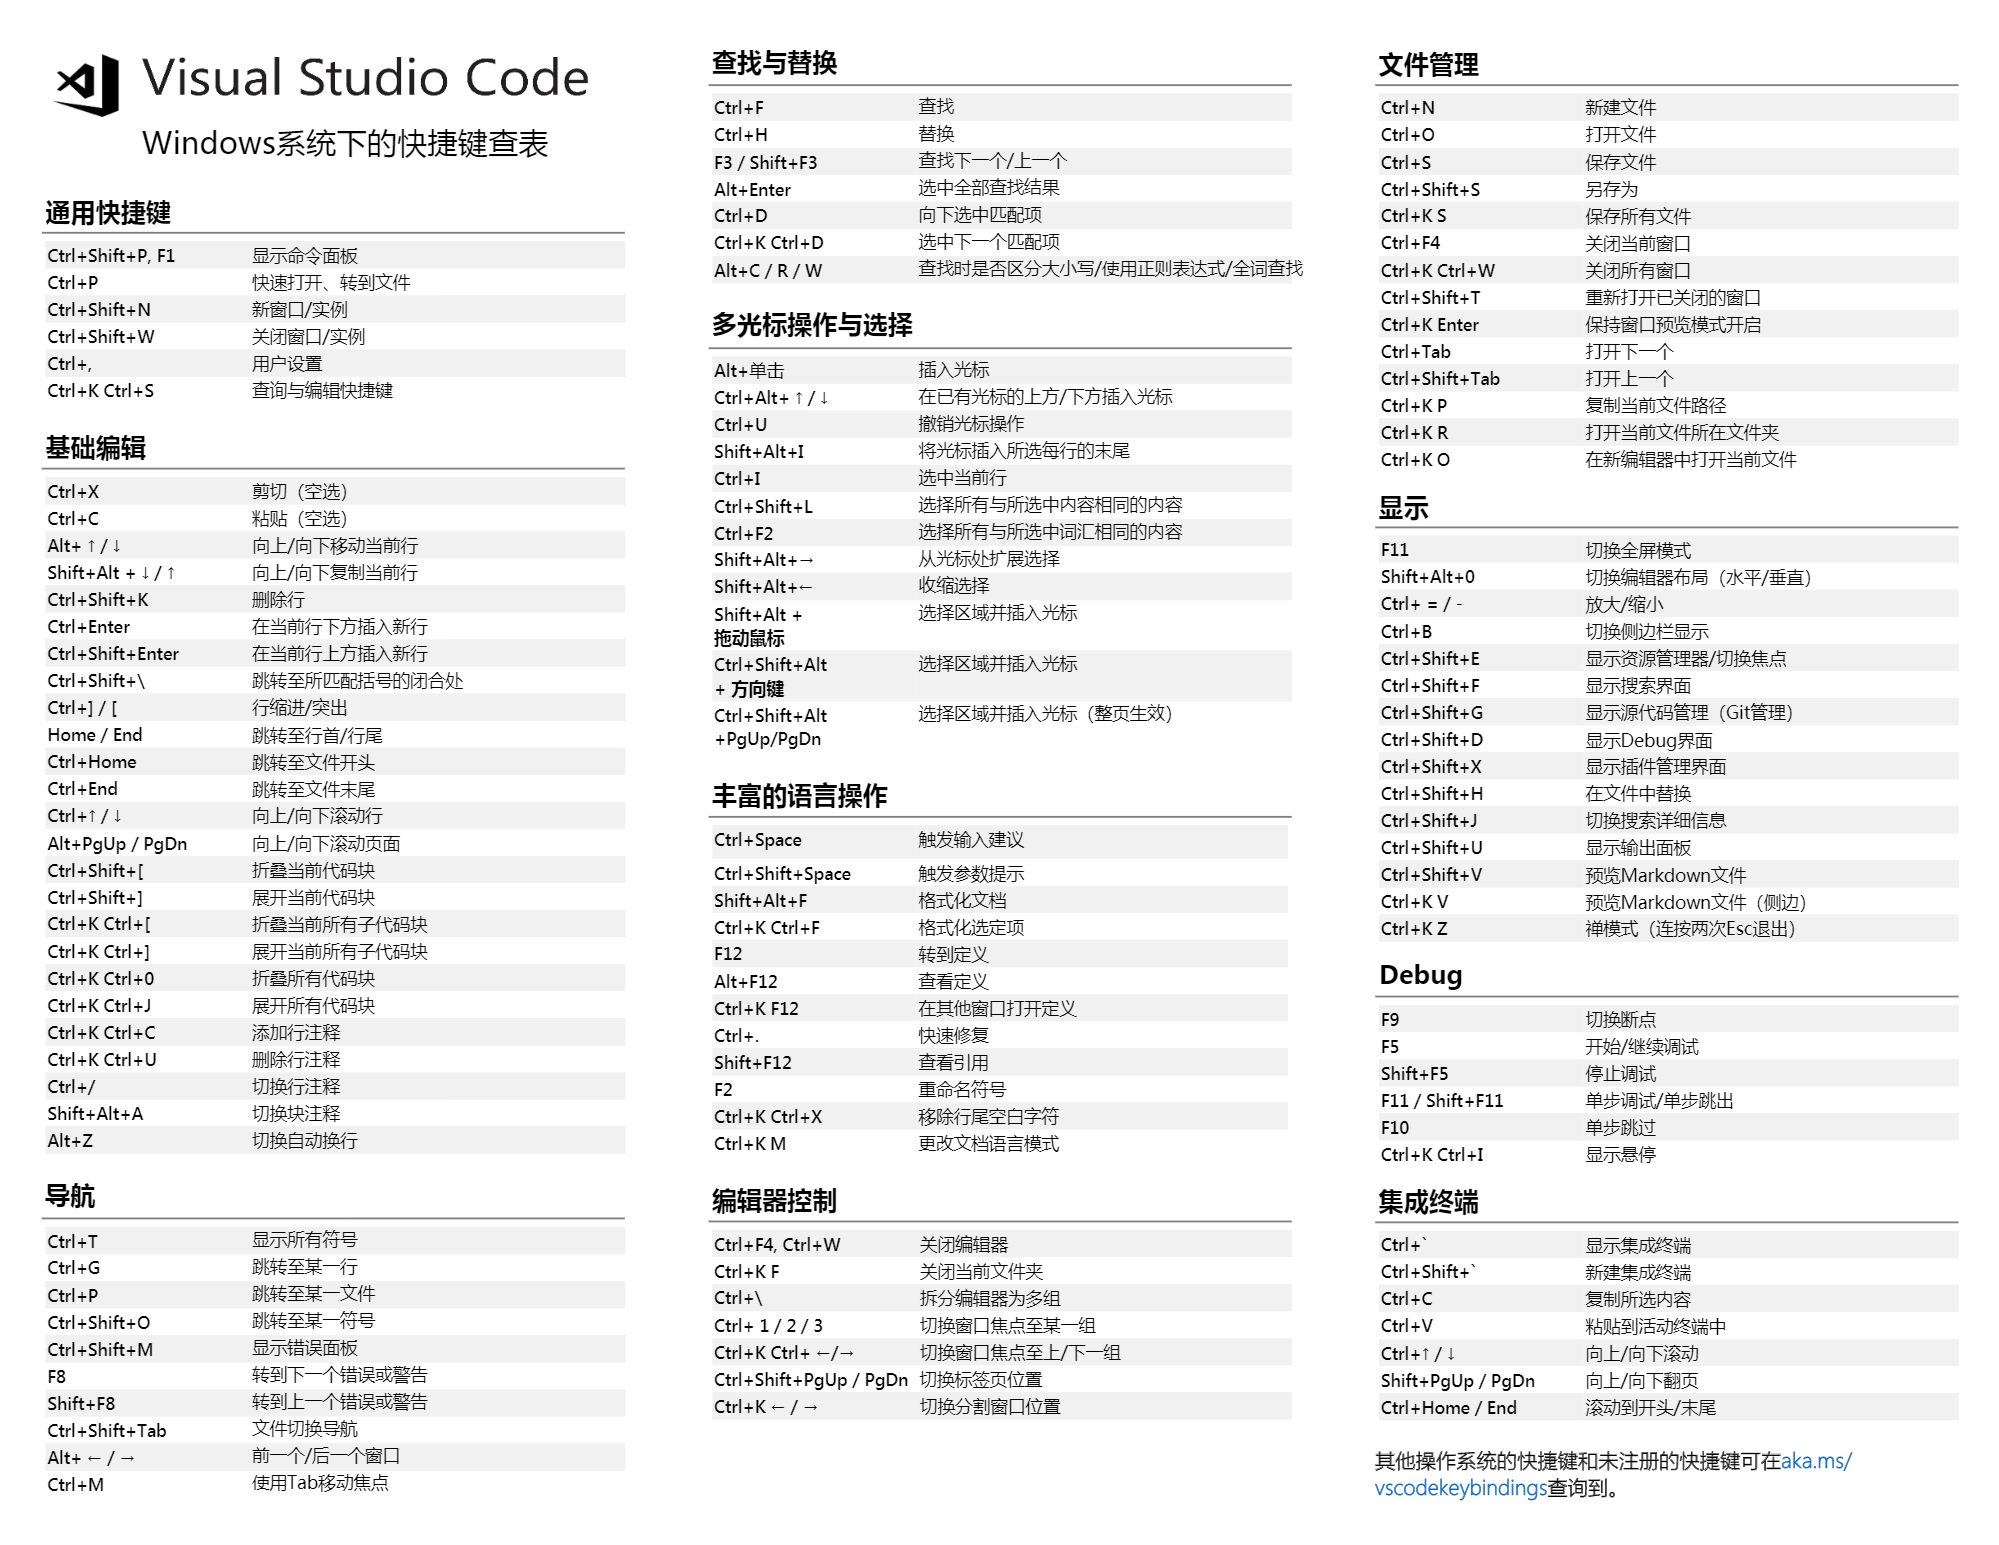 Visual Studio Code
Windows系统下的快捷键查表
通用快捷键
Ctrl+Shift+P, F1 显示命令面板
Ctrl+P 快速打开、转到文件
Ctrl+Shift+N 新窗口/实例
Ctrl+Shift+W 关闭窗口/实例
Ctrl+, 用户设置
Ctrl+K Ctrl+S 查询与编辑快捷键
基础编辑
Ctrl+X 剪切（空选）
Ctrl+C 粘贴（空选）
Alt+ ↑ / ↓ 向上/向下移动当前行
Shift+Alt + ↓ / ↑ 向上/向下复制当前行
Ctrl+Shift+K 删除行
Ctrl+Enter 在当前行下方插入新行
Ctrl+Shift+Enter 在当前行上方插入新行
Ctrl+Shift+\ 跳转至所匹配括号的闭合处
Ctrl+] / [ 行缩进/突出
Home / End 跳转至行首/行尾
Ctrl+Home 跳转至文件开头
Ctrl+End 跳转至文件末尾
Ctrl+↑ / ↓ 向上/向下滚动行
Alt+PgUp / PgDn 向上/向下滚动页面
Ctrl+Shift+[ 折叠当前代码块
Ctrl+Shift+] 展开当前代码块
Ctrl+K Ctrl+[ 折叠当前所有子代码块
Ctrl+K Ctrl+] 展开当前所有子代码块
Ctrl+K Ctrl+0 折叠所有代码块
Ctrl+K Ctrl+J 展开所有代码块
Ctrl+K Ctrl+C 添加行注释
Ctrl+K Ctrl+U 删除行注释
Ctrl+/ 切换行注释
Shift+Alt+A 切换块注释
Alt+Z 切换自动换行
导航
Ctrl+T 显示所有符号
Ctrl+G 跳转至某一行
Ctrl+P 跳转至某一文件
Ctrl+Shift+O 跳转至某一符号
Ctrl+Shift+M 显示错误面板
F8 转到下一个错误或警告
Shift+F8 转到上一个错误或警告
Ctrl+Shift+Tab 文件切换导航
Alt+ ← / → 前一个/后一个窗口
Ctrl+M 使用Tab移动焦点
查找与替换
Ctrl+F 查找
Ctrl+H 替换
F3 / Shift+F3 查找下一个/上一个
Alt+Enter 选中全部查找结果
Ctrl+D 向下选中匹配项
Ctrl+K Ctrl+D 选中下一个匹配项
Alt+C / R / W 查找时是否区分大小写/使用正则表达式/全词查找
多光标操作与选择
Alt+单击 插入光标
Ctrl+Alt+ ↑ / ↓ 在已有光标的上方/下方插入光标
Ctrl+U 撤销光标操作
Shift+Alt+I 将光标插入所选每行的末尾
Ctrl+I 选中当前行
Ctrl+Shift+L 选择所有与所选中内容相同的内容
Ctrl+F2 选择所有与所选中词汇相同的内容
Shift+Alt+→ 从光标处扩展选择
Shift+Alt+← 收缩选择
Shift+Alt + 选择区域并插入光标
拖动鼠标
Ctrl+Shift+Alt 选择区域并插入光标
+ 方向键
Ctrl+Shift+Alt 选择区域并插入光标（整页生效）
+PgUp/PgDn
丰富的语言操作
Ctrl+Space 触发输入建议
Ctrl+Shift+Space 触发参数提示
Shift+Alt+F 格式化文档
Ctrl+K Ctrl+F 格式化选定项
F12 转到定义
Alt+F12 查看定义
Ctrl+K F12 在其他窗口打开定义
Ctrl+. 快速修复
Shift+F12 查看引用
F2 重命名符号
Ctrl+K Ctrl+X 移除行尾空白字符
Ctrl+K M 更改文档语言模式
编辑器控制
Ctrl+F4, Ctrl+W 关闭编辑器
Ctrl+K F 关闭当前文件夹
Ctrl+\ 拆分编辑器为多组
Ctrl+ 1 / 2 / 3 切换窗口焦点至某一组
Ctrl+K Ctrl+ ←/→ 切换窗口焦点至上/下一组
Ctrl+Shift+PgUp / PgDn 切换标签页位置
Ctrl+K ← / → 切换分割窗口位置
文件管理
Ctrl+N 新建文件
Ctrl+O 打开文件
Ctrl+S 保存文件
Ctrl+Shift+S 另存为
Ctrl+K S 保存所有文件
Ctrl+F4 关闭当前窗口
Ctrl+K Ctrl+W 关闭所有窗口
Ctrl+Shift+T 重新打开已关闭的窗口
Ctrl+K Enter 保持窗口预览模式开启
Ctrl+Tab 打开下一个
Ctrl+Shift+Tab 打开上一个
Ctrl+K P 复制当前文件路径
Ctrl+K R 打开当前文件所在文件夹
Ctrl+K O 在新编辑器中打开当前文件
显示
F11 切换全屏模式
Shift+Alt+0 切换编辑器布局（水平/垂直）
Ctrl+ = / - 放大/缩小
Ctrl+B 切换侧边栏显示
Ctrl+Shift+E 显示资源管理器/切换焦点
Ctrl+Shift+F 显示搜索界面
Ctrl+Shift+G 显示源代码管理（Git管理）
Ctrl+Shift+D 显示Debug界面
Ctrl+Shift+X 显示插件管理界面
Ctrl+Shift+H 在文件中替换
Ctrl+Shift+J 切换搜索详细信息
Ctrl+Shift+U 显示输出面板
Ctrl+Shift+V 预览Markdown文件
Ctrl+K V 预览Markdown文件（侧边）
Ctrl+K Z 禅模式（连按两次Esc退出）
Debug
F9 切换断点
F5 开始/继续调试
Shift+F5 停止调试
F11 / Shift+F11 单步调试/单步跳出
F10 单步跳过
Ctrl+K Ctrl+I 显示悬停
集成终端
Ctrl+` 显示集成终端
Ctrl+Shift+` 新建集成终端
Ctrl+C 复制所选内容
Ctrl+V 粘贴到活动终端中
Ctrl+↑ / ↓ 向上/向下滚动
Shift+PgUp / PgDn 向上/向下翻页
Ctrl+Home / End 滚动到开头/末尾
其他操作系统的快捷键和未注册的快捷键可在aka.ms/
vscodekeybindings查询到。